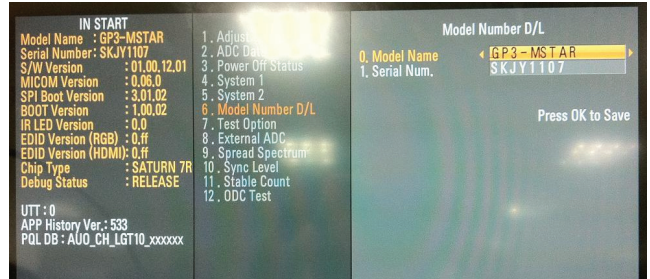 IN START
Model Name : GP3-MSTAR
Serial Number: SKJY1107
S/W Version : 01.00.12.01
MICOM Version : 0.06.0
SPI Boot Version : 3.01.02
BOOT Version : 1.00.02
IR LED Version : 0.0
EDID Version (RGB) : 0.ff
EDID Version (HDMI): 0.ff
Chip Type : SATURN 7R
Debug Status : RELEASE
UTT : 0
APP History Ver.: 533
PQL DB : AUO_CH_LGT10_xxxxxx
1. Adjust
2. ADC Data
3. Power Off Status
4. System 1
5. System 2
6. Model Number D/L
7. Test Option
8. External ADC
9. Spread Spectrum
10. Sync Level
11. Stable Count
12. ODC Test
Model Number D/L
0. Model Name GP3-MSTAR
1. Serial Num. SKJY1107
Press OK to Save